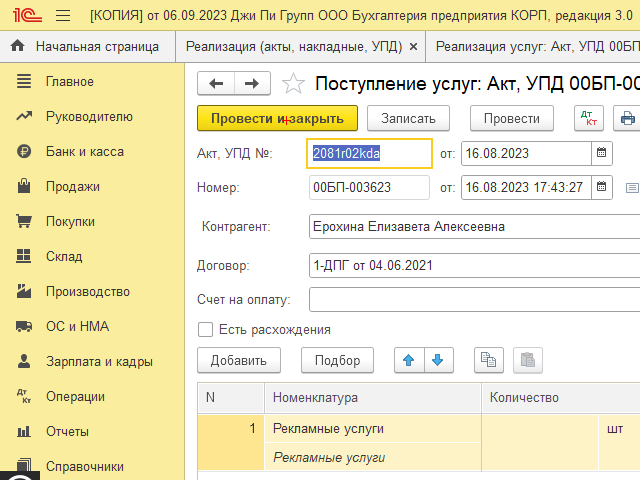 1С [КОПИЯ] от 06.09.2023 Джи Пи Групп ООО Бухгалтерия предприятия КОРП, редакция 3.0
Начальная страница Реализация (акты, накладные, УПД) × Реализация услуг: Акт, УПД 00БП
Главное
Руководителю
Банк и касса
Продажи
Покупки
Склад
Производство
ОС и НМА
Зарплата и кадры
Операции
Отчеты
Справочники
Поступление услуг: Акт, УПД 00БП-00
Провести и закрыть Записать Провести Дт Кт
Акт, УПД №: 2081r02kda от: 16.08.2023
Номер: 00БП-003623 от: 16.08.2023 17:43:27
Контрагент: Ерохина Елизавета Алексеевна
Договор: 1-ДПГ от 04.06.2021
Счет на оплату:
Есть расхождения
Добавить Подбор
N Номенклатура Количество
1 Рекламные услуги шт
Рекламные услуги